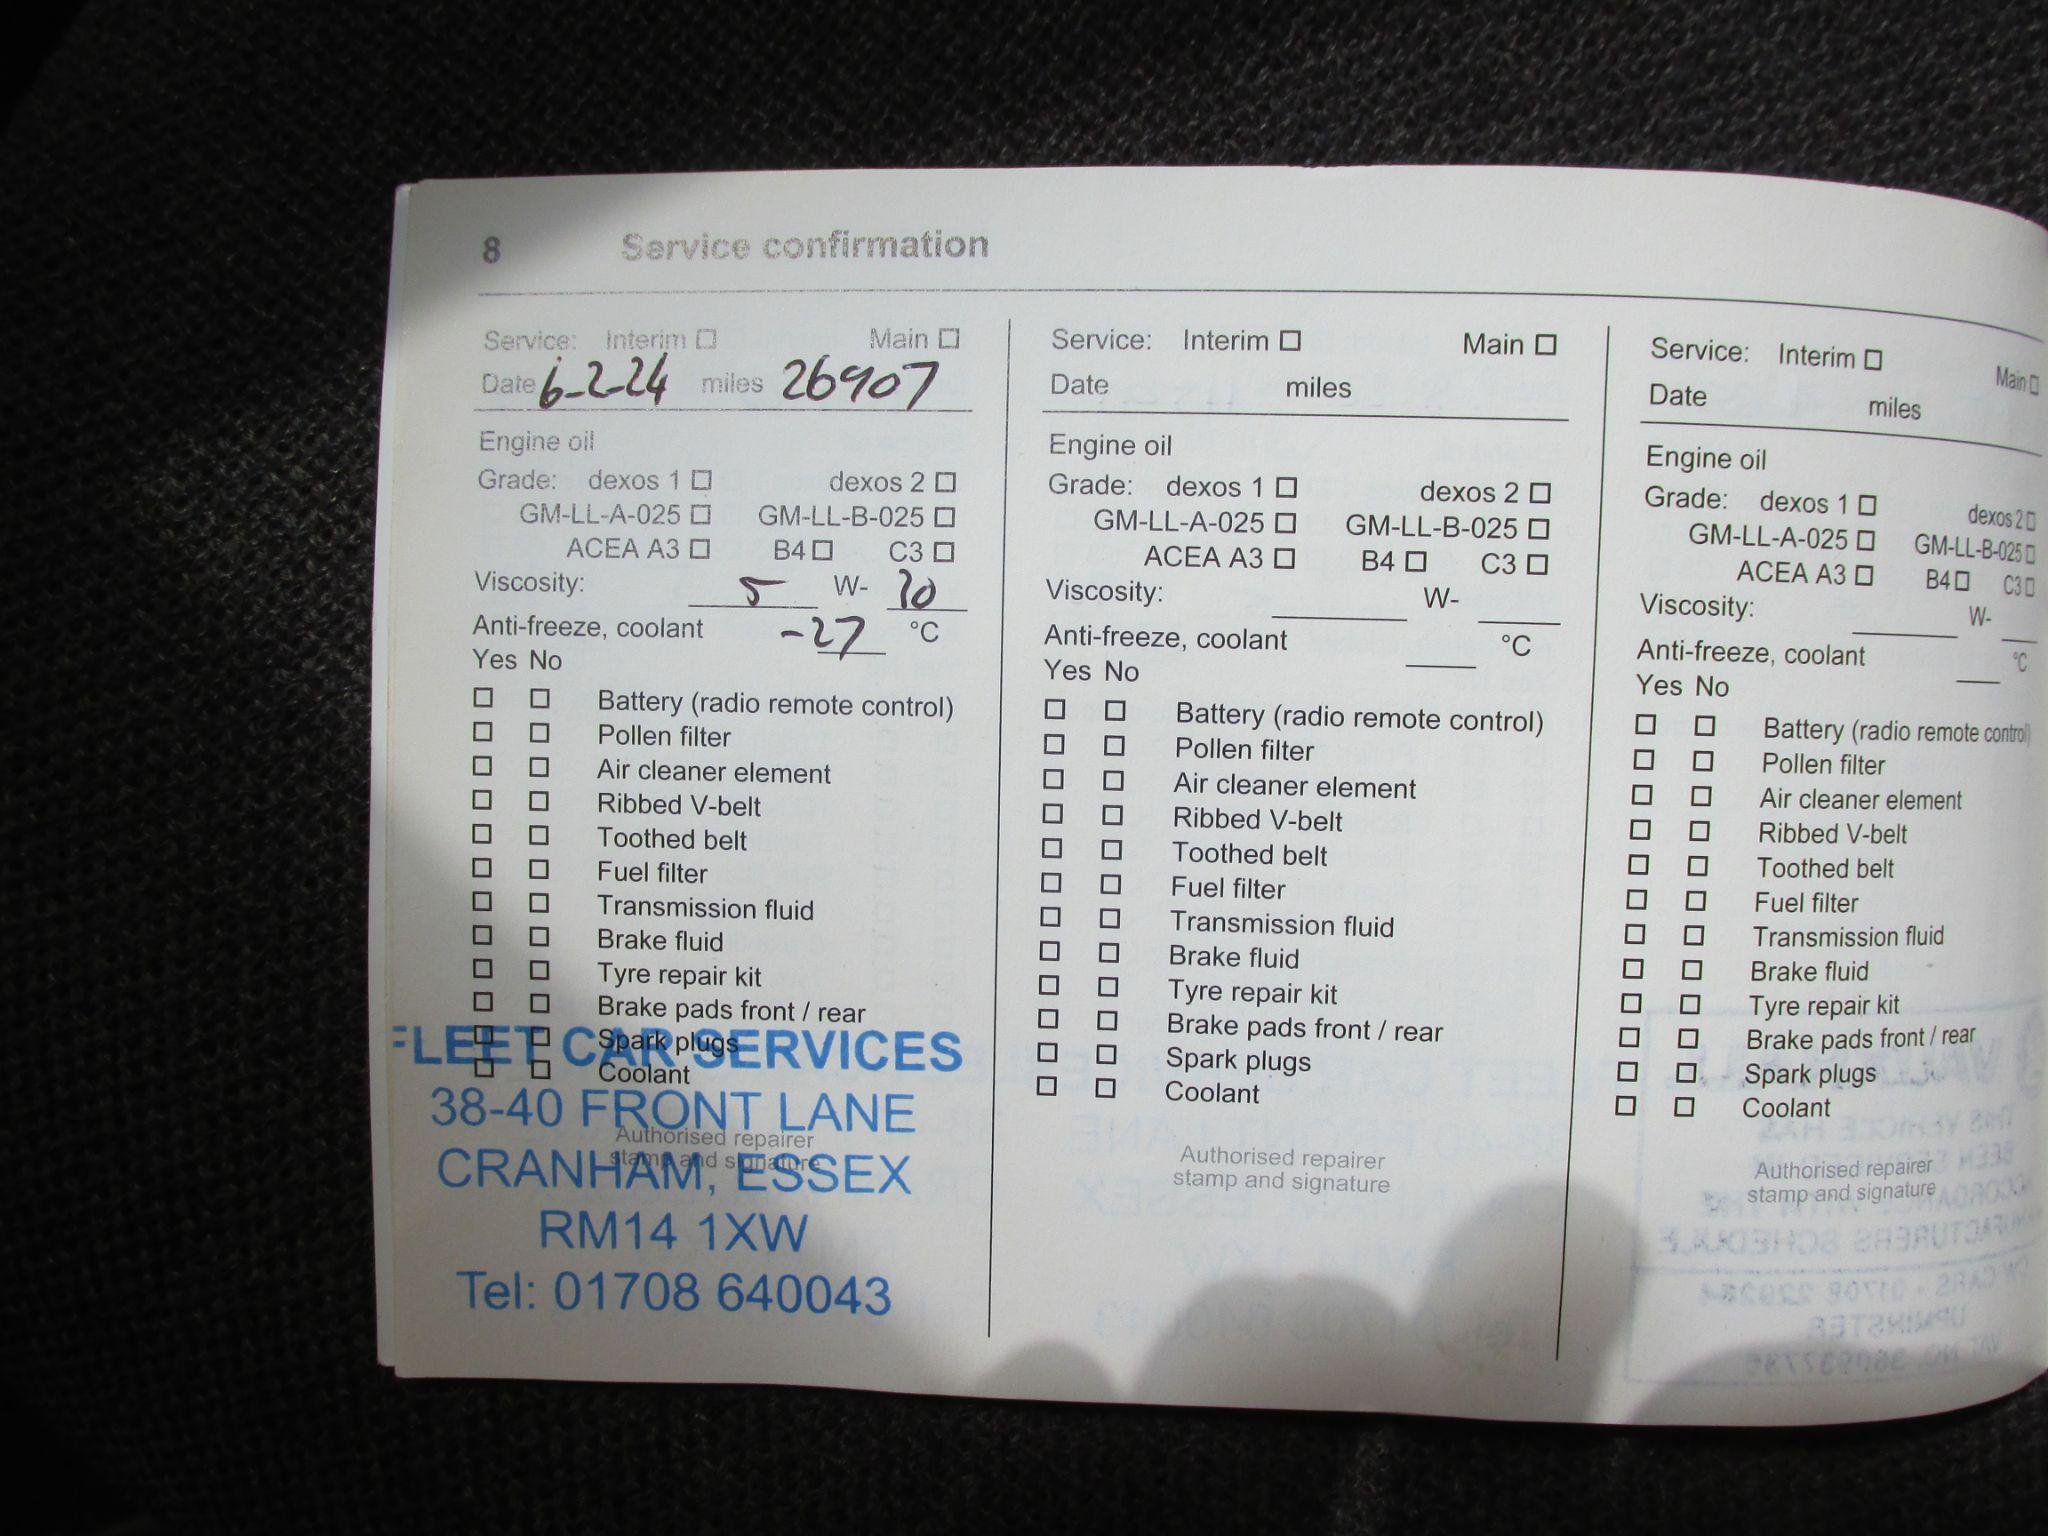 8 Service confirmation
Service: Interim ☐ Main ☐
Date 6-2-24 miles 26907
Engine oil
Grade: dexos 1 ☐ dexos 2 ☐
GM-LL-A-025 ☐ GM-LL-B-025 ☐
ACEA A3 ☐ B4 ☐ C3 ☐
Viscosity: 5 W-
Anti-freeze, coolant -27 °C
Yes No
☐ ☐ Battery (radio remote control)
☐ ☐ Pollen filter
☐ ☐ Air cleaner element
☐ ☐ Ribbed V-belt
☐ ☐ Toothed belt
☐ ☐ Fuel filter
☐ ☐ Transmission fluid
☐ ☐ Brake fluid
☐ ☐ Tyre repair kit
☐ ☐ Brake pads front / rear
☐ ☐ Spark plugs
☐ ☐ Coolant
Authorised repairer
stamp and signature
FLEET CAR SERVICES
38-40 FRONT LANE
CRANHAM, ESSEX
RM14 1XW
Tel: 01708 640043
Service: Interim ☐ Main ☐
Date miles
Engine oil
Grade: dexos 1 ☐ dexos 2 ☐
GM-LL-A-025 ☐ GM-LL-B-025 ☐
ACEA A3 ☐ B4 ☐ C3 ☐
Viscosity: W-
Anti-freeze, coolant °C
Yes No
☐ ☐ Battery (radio remote control)
☐ ☐ Pollen filter
☐ ☐ Air cleaner element
☐ ☐ Ribbed V-belt
☐ ☐ Toothed belt
☐ ☐ Fuel filter
☐ ☐ Transmission fluid
☐ ☐ Brake fluid
☐ ☐ Tyre repair kit
☐ ☐ Brake pads front / rear
☐ ☐ Spark plugs
☐ ☐ Coolant
Authorised repairer
stamp and signature
Service: Interim ☐ Main ☐
Date miles
Engine oil
Grade: dexos 1 ☐ dexos 2 ☐
GM-LL-A-025 ☐ GM-LL-B-025 ☐
ACEA A3 ☐ B4 ☐ C3 ☐
Viscosity: W-
Anti-freeze, coolant °C
Yes No
☐ ☐ Battery (radio remote control)
☐ ☐ Pollen filter
☐ ☐ Air cleaner element
☐ ☐ Ribbed V-belt
☐ ☐ Toothed belt
☐ ☐ Fuel filter
☐ ☐ Transmission fluid
☐ ☐ Brake fluid
☐ ☐ Tyre repair kit
☐ ☐ Brake pads front / rear
☐ ☐ Spark plugs
☐ ☐ Coolant
Authorised repairer
stamp and signature